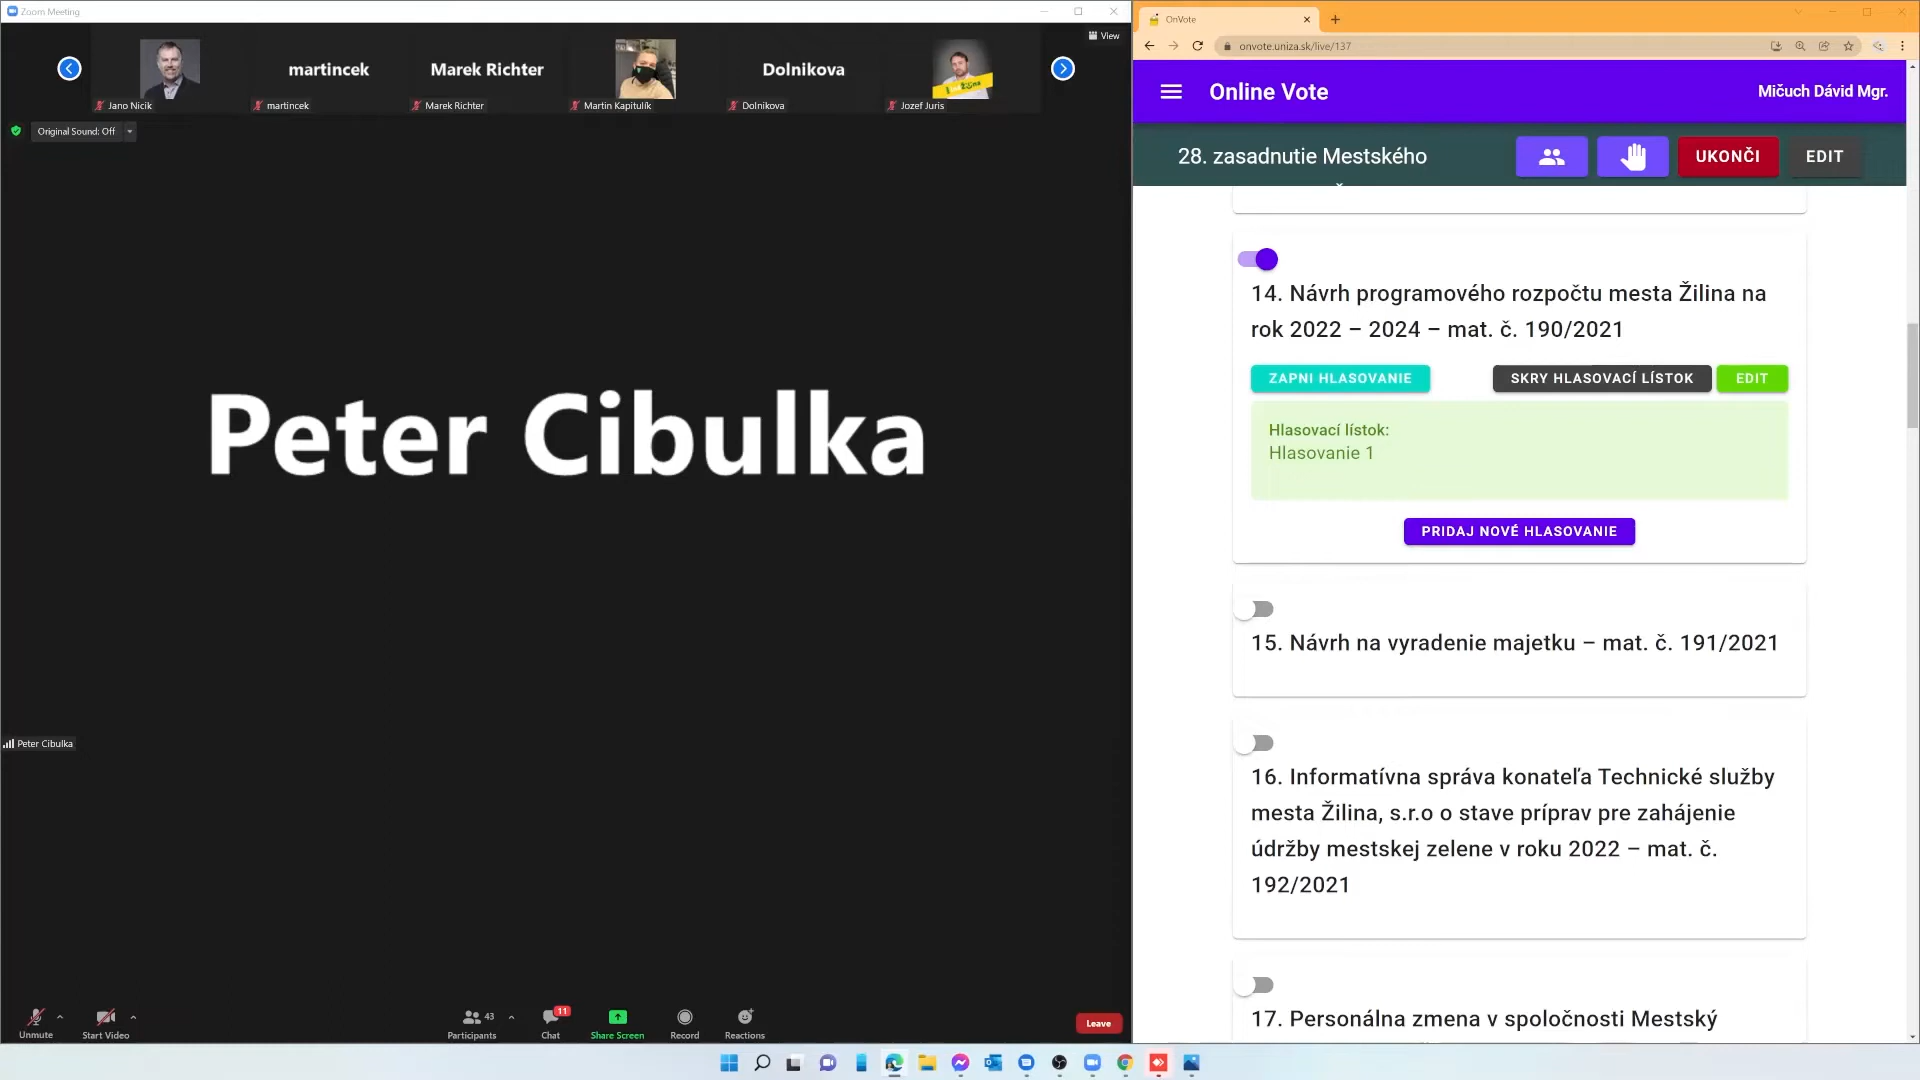 Zoom Meeting
View
martincek
Marek Richter
Dolnikova
Jano Nicik
martincek
Marek Richter
Martin Kapitulík
Dolnikova
Jozef Juris
Original Sound: Off
Peter Cibulka
Peter Cibulka
Unmute
Start Video
43
Participants
11
Chat
Share Screen
Record
Reactions
Leave
OnVote
onvote.uniza.sk/live/137
Online Vote
Mičuch Dávid Mgr.
28. zasadnutie Mestského
UKONČI
EDIT
14. Návrh programového rozpočtu mesta Žilina na
rok 2022 – 2024 – mat. č. 190/2021
ZAPNI HLASOVANIE
SKRY HLASOVACÍ LÍSTOK
EDIT
Hlasovací lístok:
Hlasovanie 1
PRIDAJ NOVÉ HLASOVANIE
15. Návrh na vyradenie majetku – mat. č. 191/2021
16. Informatívna správa konateľa Technické služby
mesta Žilina, s.r.o o stave príprav pre zahájenie
údržby mestskej zelene v roku 2022 – mat. č.
192/2021
17. Personálna zmena v spoločnosti Mestský